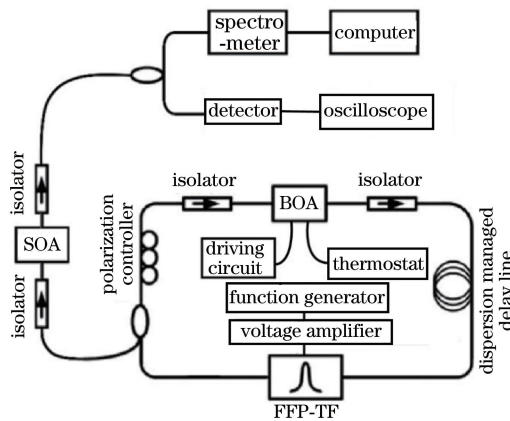 spectro
-meter
computer
detector
oscilloscope
isolator
SOA
isolator
polarization
controller
isolator
BOA
isolator
driving
circuit
thermostat
function generator
voltage amplifier
FFP-TF
dispersion managed
delay line